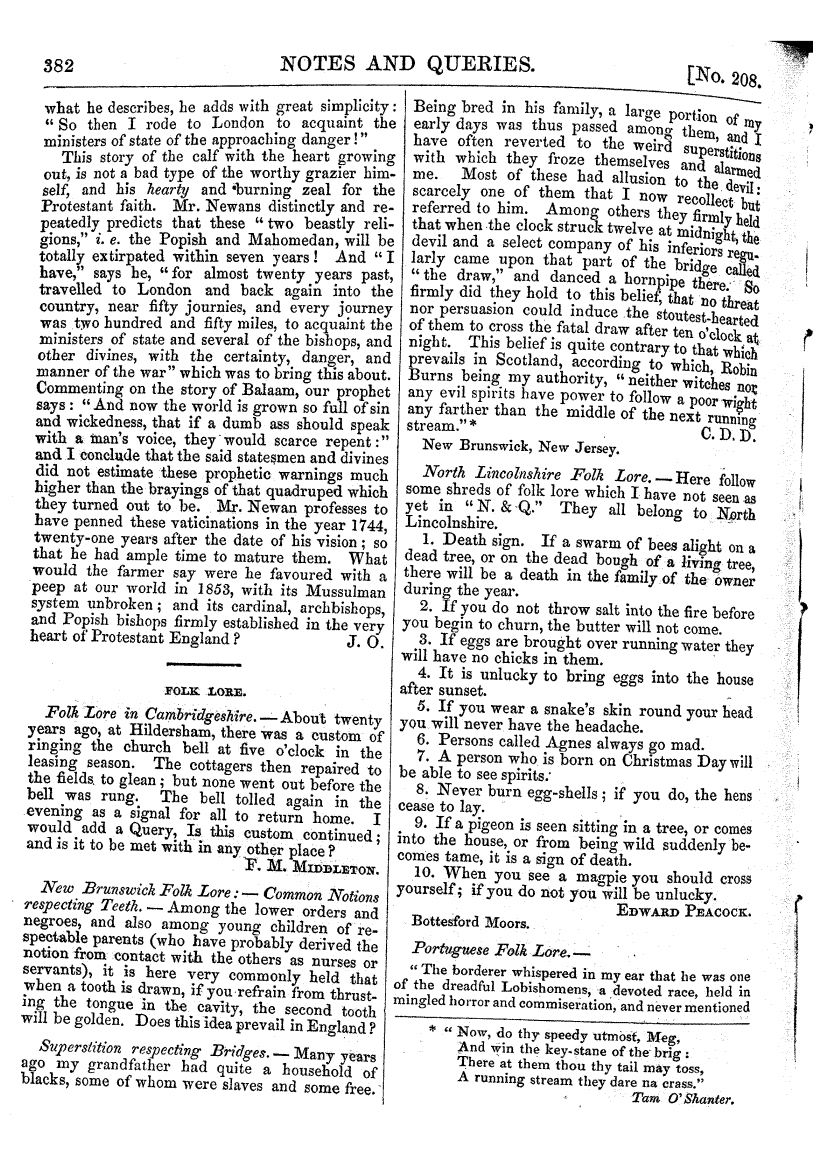 382
NOTES AND QUERIES.
[No. 208.
what he describes, he adds with great simplicity:
"So then I rode to London to acquaint the
ministers of state of the approaching danger!"
This story of the calf with the heart growing
out, is not a bad type of the worthy grazier him-
self, and his hearty and burning zeal for the
Protestant faith. Mr. Newans distinctly and re-
peatedly predicts that these "two beastly reli-
gions," i. e. the Popish and Mahomedan, will be
totally extirpated within seven years! And "I
have," says he, "for almost twenty years past,
travelled to London and back again into the
country, near fifty journies, and every journey
was two hundred and fifty miles, to acquaint the
ministers of state and several of the bishops, and
other divines, with the certainty, danger, and
manner of the war" which was to bring this about.
Commenting on the story of Balaam, our prophet
says: "And now the world is grown so full of sin
and wickedness, that if a dumb ass should speak
with a man's voice, they would scarce repent:"
and I conclude that the said statesmen and divines
did not estimate these prophetic warnings much
higher than the brayings of that quadruped which
they turned out to be. Mr. Newan professes to
have penned these vaticinations in the year 1744,
twenty-one years after the date of his vision; so
that he had ample time to mature them. What
would the farmer say were he favoured with a
peep at our world in 1853, with its Mussulman
system unbroken; and its cardinal, archbishops,
and Popish bishops firmly established in the very
heart of Protestant England? J. O.
FOLK LORE.
Folk Lore in Cambridgeshire.—About twenty
years ago, at Hildersham, there was a custom of
ringing the church bell at five o'clock in the
leasing season. The cottagers then repaired to
the fields to glean; but none went out before the
bell was rung. The bell tolled again in the
evening as a signal for all to return home. I
would add a Query, Is this custom continued;
and is it to be met with in any other place?
F. M. MIDDLETON.
New Brunswick Folk Lore:—Common Notions
respecting Teeth.—Among the lower orders and
negroes, and also among young children of re-
spectable parents (who have probably derived the
notion from contact with the others as nurses or
servants), it is here very commonly held that
when a tooth is drawn, if you refrain from thrust-
ing the tongue in the cavity, the second tooth
will be golden. Does this idea prevail in England?
Superstition respecting Bridges.—Many years
ago my grandfather had quite a household of
blacks, some of whom were slaves and some free.
Being bred in his family, a large portion of my
early days was thus passed among them, and I
have often reverted to the weird superstitions
with which they froze themselves and alarmed
me. Most of these had allusion to the devil:
scarcely one of them that I now recollect but
referred to him. Among others they firmly held
that when the clock struck twelve at midnight, the
devil and a select company of his inferiors regu-
larly came upon that part of the bridge called
"the draw," and danced a hornpipe there. So
firmly did they hold to this belief, that no threat
nor persuasion could induce the stoutest-hearted
of them to cross the fatal draw after ten o'clock at
night. This belief is quite contrary to that which
prevails in Scotland, according to which, Robin
Burns being my authority, "neither witches nor
any evil spirits have power to follow a poor wight
any farther than the middle of the next running
stream."* C. D. D.
New Brunswick, New Jersey.
North Lincolnshire Folk Lore.—Here follow
some shreds of folk lore which I have not seen as
yet in "N. & Q." They all belong to North
Lincolnshire.
1. Death sign. If a swarm of bees alight on a
dead tree, or on the dead bough of a living tree,
there will be a death in the family of the owner
during the year.
2. If you do not throw salt into the fire before
you begin to churn, the butter will not come.
3. If eggs are brought over running water they
will have no chicks in them.
4. It is unlucky to bring eggs into the house
after sunset.
5. If you wear a snake's skin round your head
you will never have the headache.
6. Persons called Agnes always go mad.
7. A person who is born on Christmas Day will
be able to see spirits.
8. Never burn egg-shells; if you do, the hens
cease to lay.
9. If a pigeon is seen sitting in a tree, or comes
into the house, or from being wild suddenly be-
comes tame, it is a sign of death.
10. When you see a magpie you should cross
yourself; if you do not you will be unlucky.
EDWARD PEACOCK.
Bottesford Moors.
Portuguese Folk Lore.—
"The borderer whispered in my ear that he was one
of the dreadful Lobishomens, a devoted race, held in
mingled horror and commiseration, and never mentioned
* "Now, do thy speedy utmost, Meg,
And win the key-stane of the brig:
There at them thou thy tail may toss,
A running stream they dare na crass."
Tam O'Shanter.